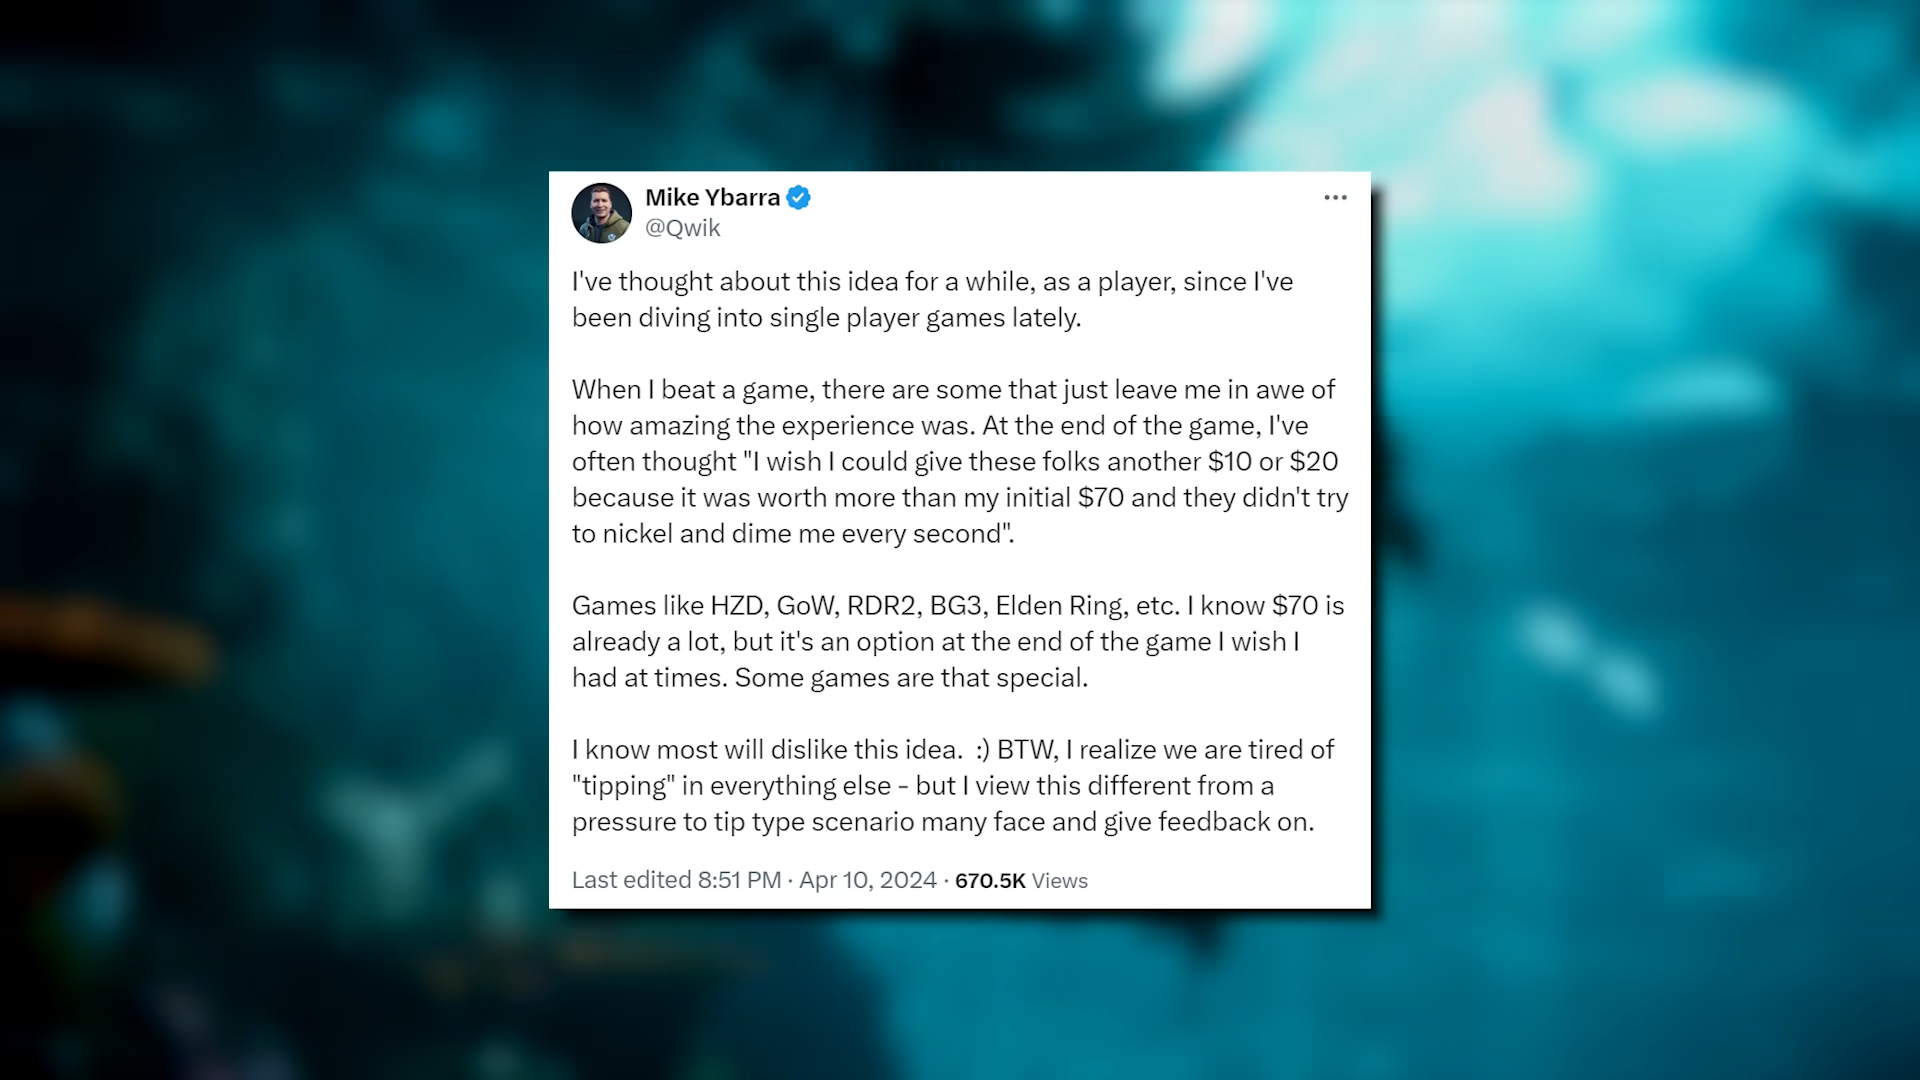 Mike Ybarra
@Qwik
I've thought about this idea for a while, as a player, since I've
been diving into single player games lately.
When I beat a game, there are some that just leave me in awe of
how amazing the experience was. At the end of the game, I've
often thought "I wish I could give these folks another $10 or $20
because it was worth more than my initial $70 and they didn't try
to nickel and dime me every second".
Games like HZD, GoW, RDR2, BG3, Elden Ring, etc. I know $70 is
already a lot, but it's an option at the end of the game I wish I
had at times. Some games are that special.
I know most will dislike this idea.  :) BTW, I realize we are tired of
"tipping" in everything else - but I view this different from a
pressure to tip type scenario many face and give feedback on.
Last edited 8:51 PM · Apr 10, 2024 · 670.5K Views